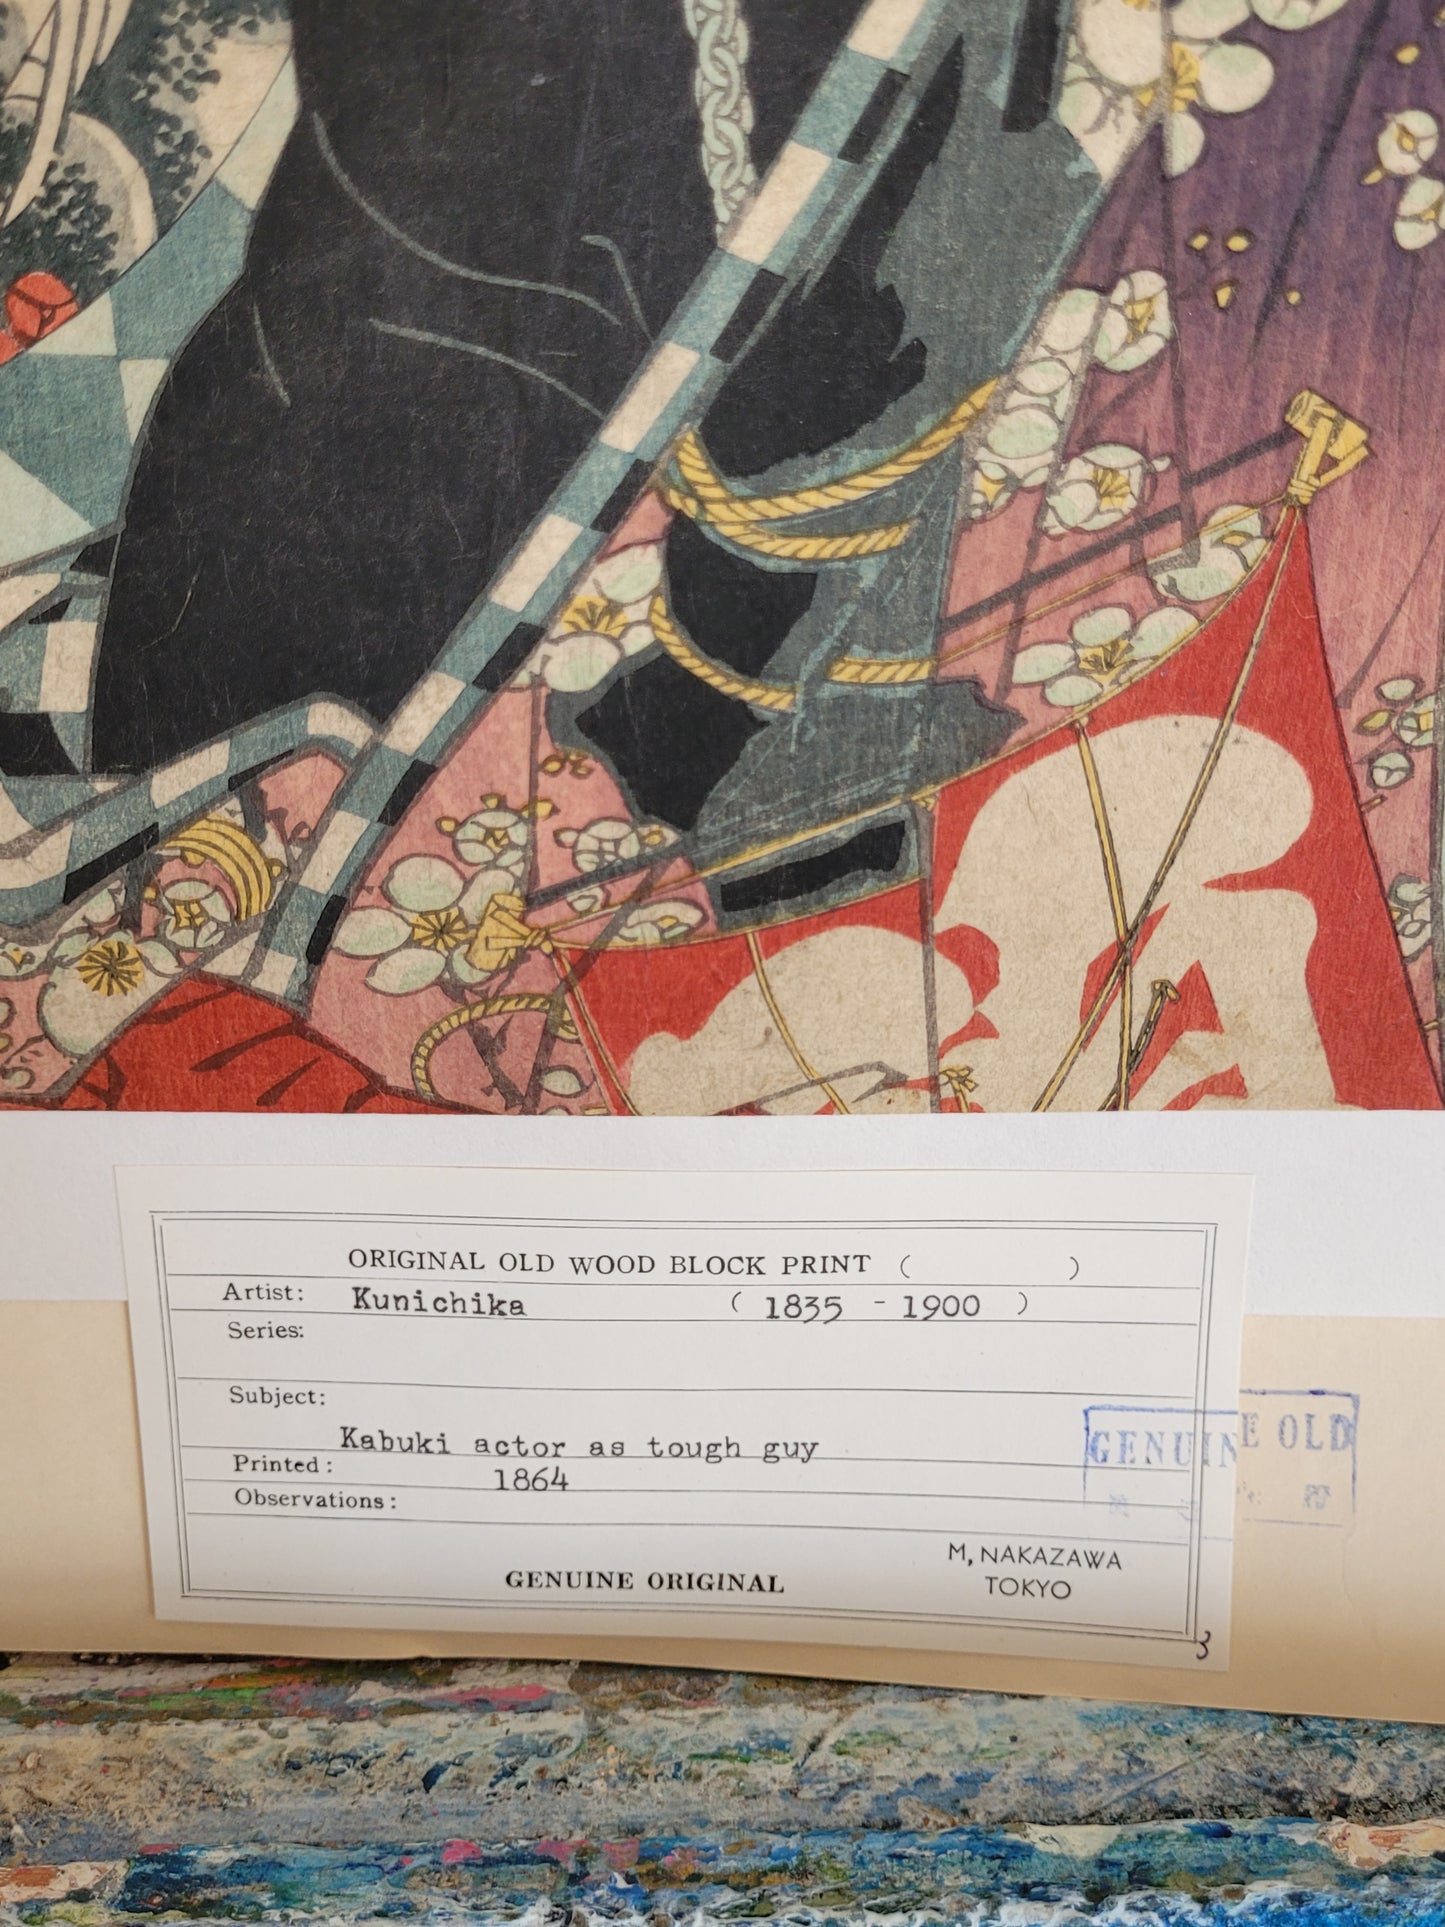 ORIGINAL OLD WOOD BLOCK PRINT ( )
Artist: Kunichika ( 1835 - 1900 )
Series:
Subject:
Kabuki actor as tough guy
Printed: 1864
Observations:
GENUINE OLD
M, NAKAZAWA
TOKYO
GENUINE ORIGINAL
3